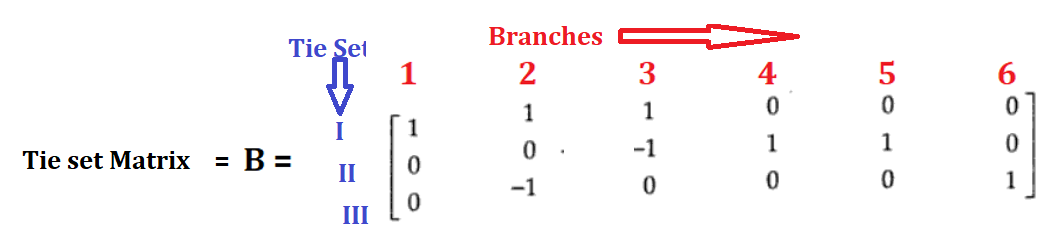 Tie Set Branches
1 2 3 4 5 6
I 1 1 1 0 0 0
Tie set Matrix = B = II 0 0 -1 1 1 0
III 0 -1 0 0 0 1